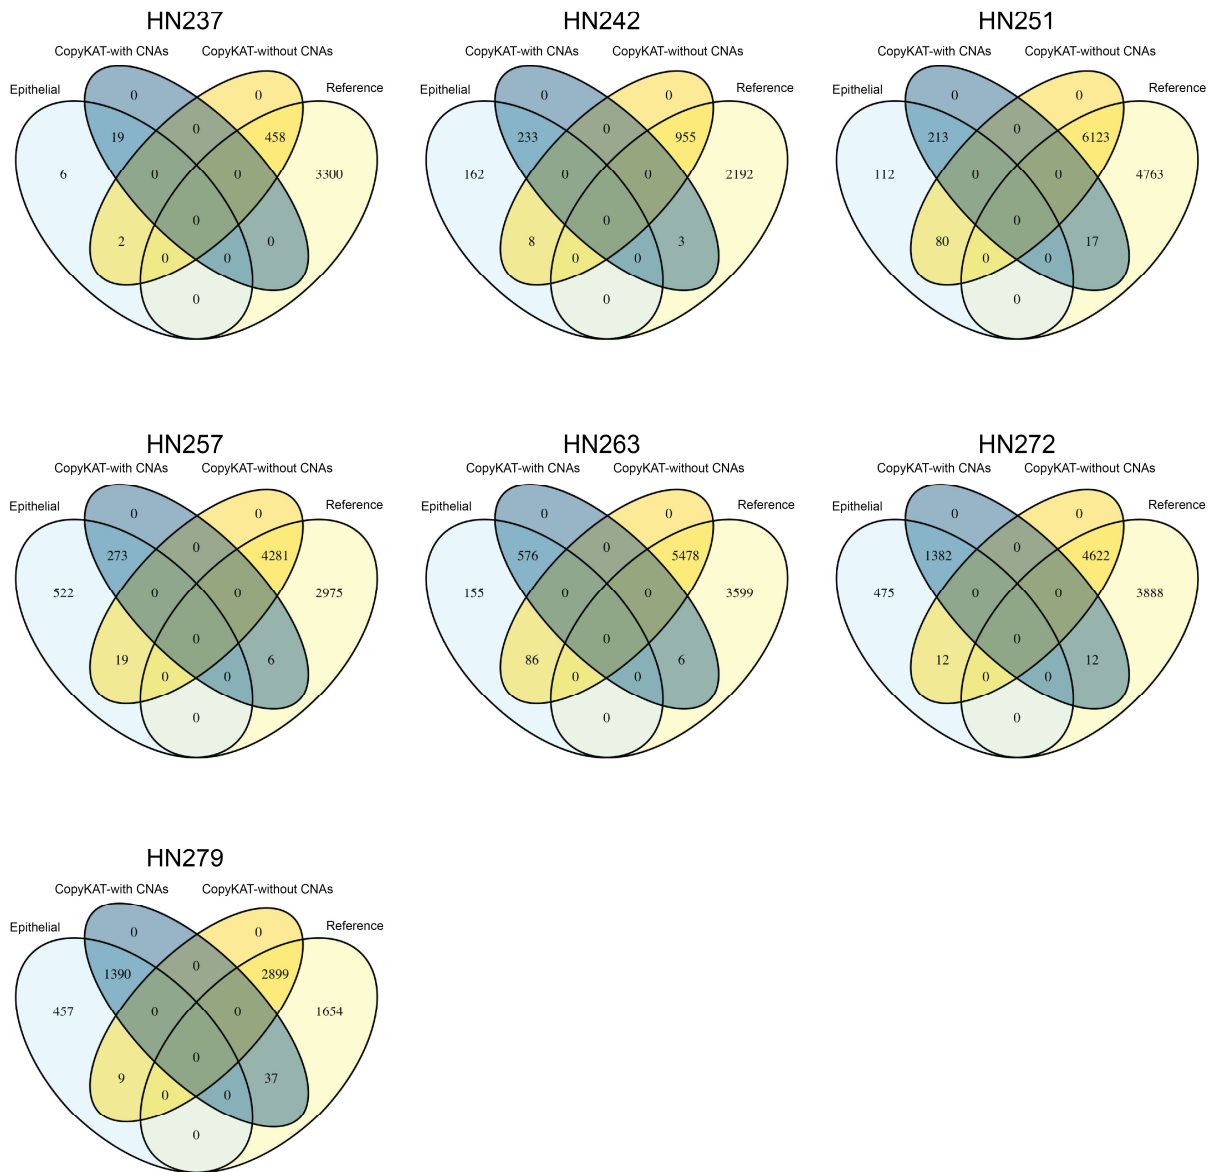 HN237 HN242 HN251
CopyKAT-with CNAs CopyKAT-without CNAs CopyKAT-with CNAs CopyKAT-without CNAs CopyKAT-with CNAs CopyKAT-without CNAs
Epithelial Reference Epithelial Reference Epithelial Reference
0 0 0 0 0 0
0 0 0
19 458 233 955 213 6123
6 0 0 3300 162 0 0 2192 112 0 0 4763
0 0 0
2 0 8 3 80 17
0 0 0 0 0 0
0 0 0
HN257 HN263 HN272
CopyKAT-with CNAs CopyKAT-without CNAs CopyKAT-with CNAs CopyKAT-without CNAs CopyKAT-with CNAs CopyKAT-without CNAs
Epithelial Reference Epithelial Reference Epithelial Reference
0 0 0 0 0 0
0 0 0
273 4281 576 5478 1382 4622
522 0 0 2975 155 0 0 3599 475 0 0 3888
0 0 0
19 6 86 6 12 12
0 0 0 0 0 0
0 0 0
HN279
CopyKAT-with CNAs CopyKAT-without CNAs
Epithelial Reference
0 0
0
1390 2899
457 0 0 1654
0
9 37
0 0
0